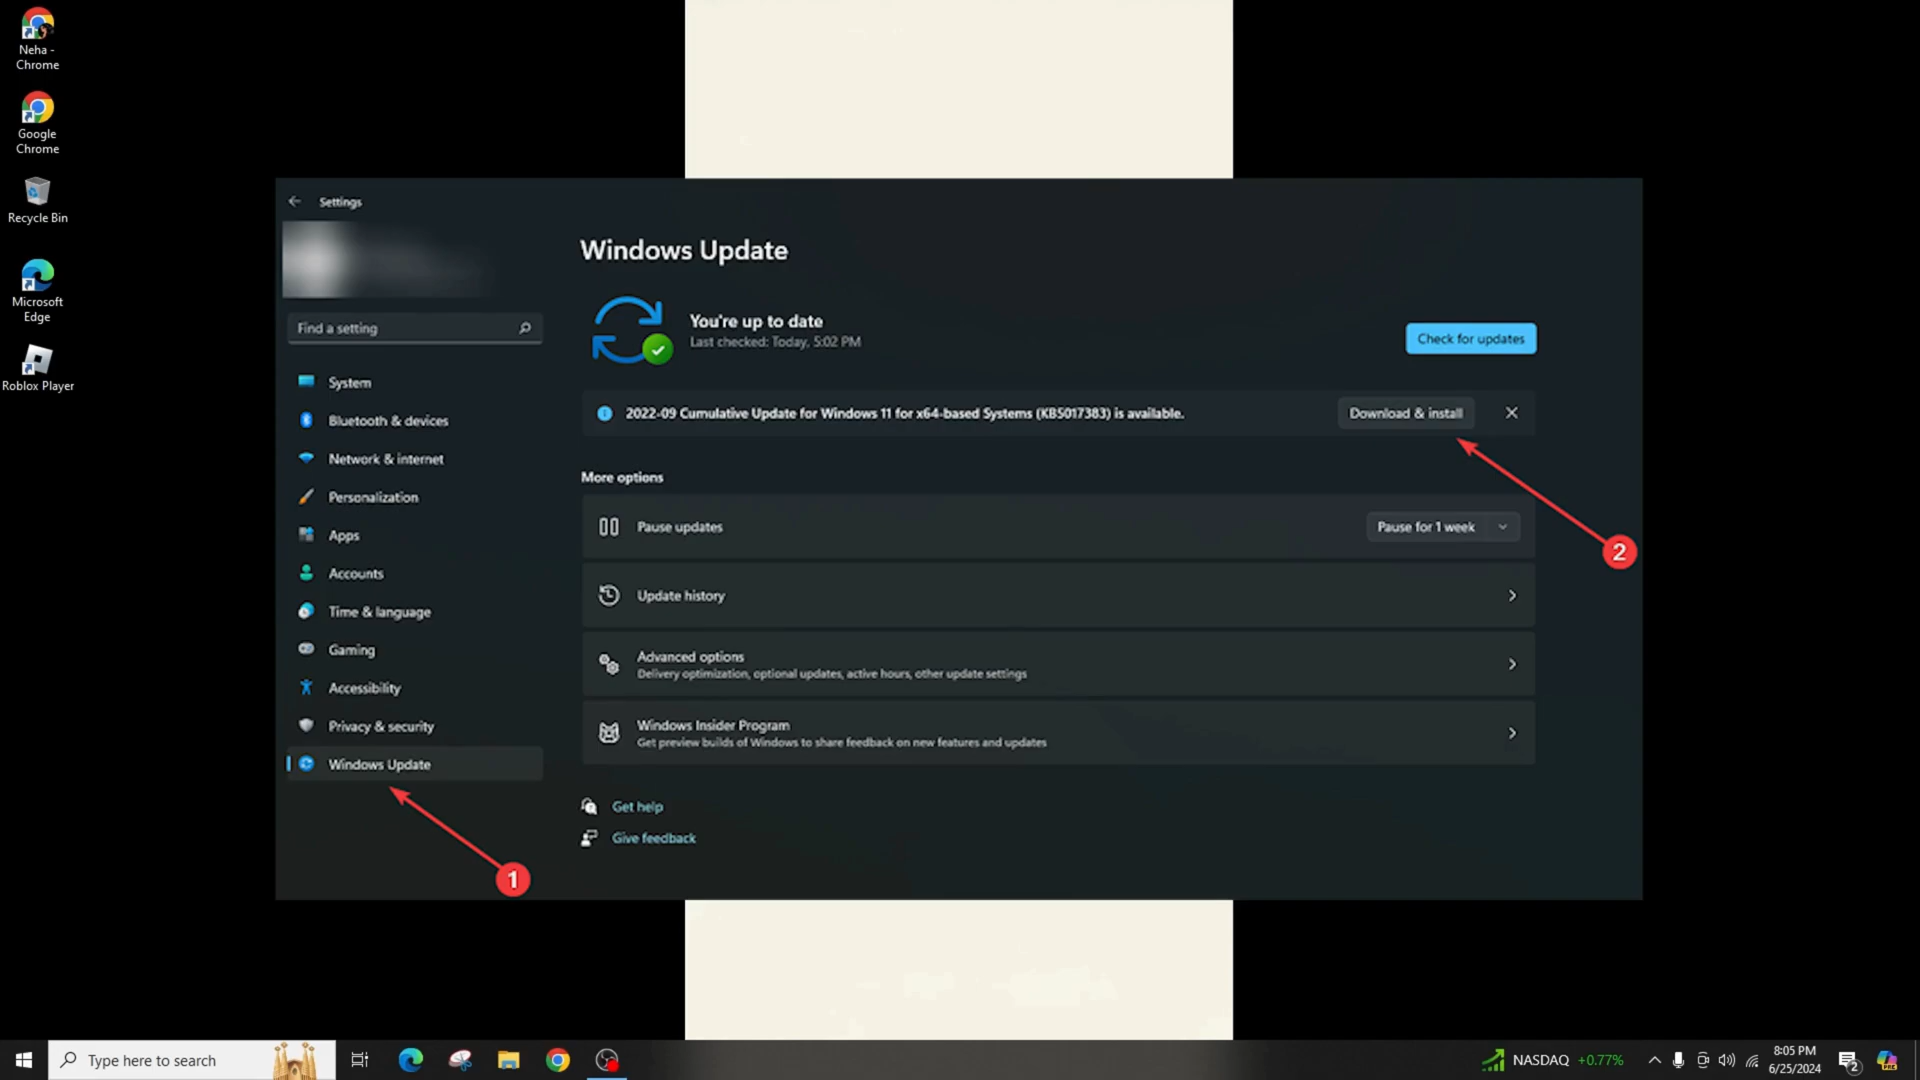 Neha -
Chrome
Google
Chrome
Recycle Bin
Microsoft
Edge
Roblox Player
Settings
Find a setting
System
Bluetooth & devices
Network & internet
Personalization
Apps
Accounts
Time & language
Gaming
Accessibility
Privacy & security
Windows Update
1
Windows Update
You're up to date
Last checked: Today, 5:02 PM
Check for updates
2022-09 Cumulative Update for Windows 11 for x64-based Systems (KB5017383) is available.
Download & install
2
More options
Pause updates
Pause for 1 week
Update history
Advanced options
Delivery optimization, optional updates, active hours, other update settings
Windows Insider Program
Get preview builds of Windows to share feedback on new features and updates
Get help
Give feedback
Type here to search
NASDAQ +0.77%
8:05 PM
6/25/2024
2
PRE